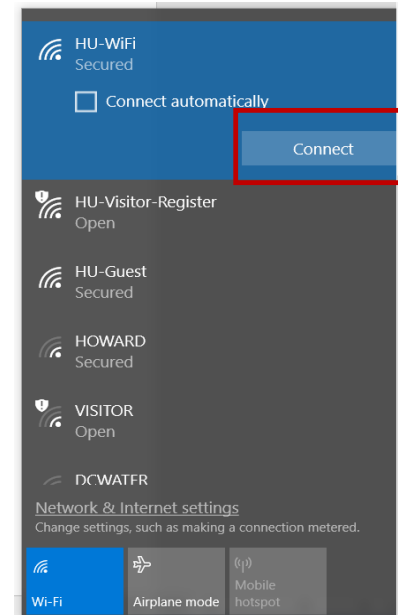 HU-WiFi
Secured
Connect automatically
Connect
HU-Visitor-Register
Open
HU-Guest
Secured
HOWARD
Secured
VISITOR
Open
DCWATER
Network & Internet settings
Change settings, such as making a connection metered.
Wi-Fi
Airplane mode
Mobile
hotspot